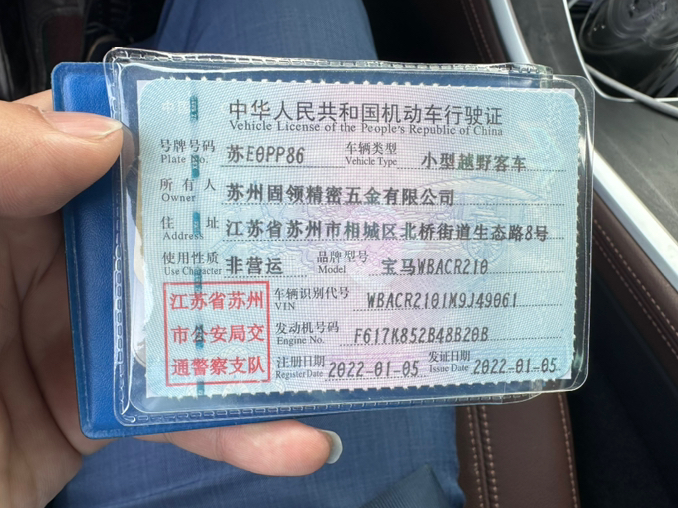 中华人民共和国机动车行驶证
Vehicle License of the People's Republic of China
号牌号码 苏E0PP86 车辆类型 小型越野客车
Plate No. Vehicle Type
所有人 苏州固领精密五金有限公司
Owner
住址 江苏省苏州市相城区北桥街道生态路8号
Address
使用性质 非营运 品牌型号 宝马WBACR210
Use Character Model
江苏省苏州
市公安局交
通警察支队
车辆识别代号 WBACR2101M9J49061
VIN
发动机号码 F617K852B48B20B
Engine No.
注册日期 2022-01-05 发证日期 2022-01-05
Register Date Issue Date